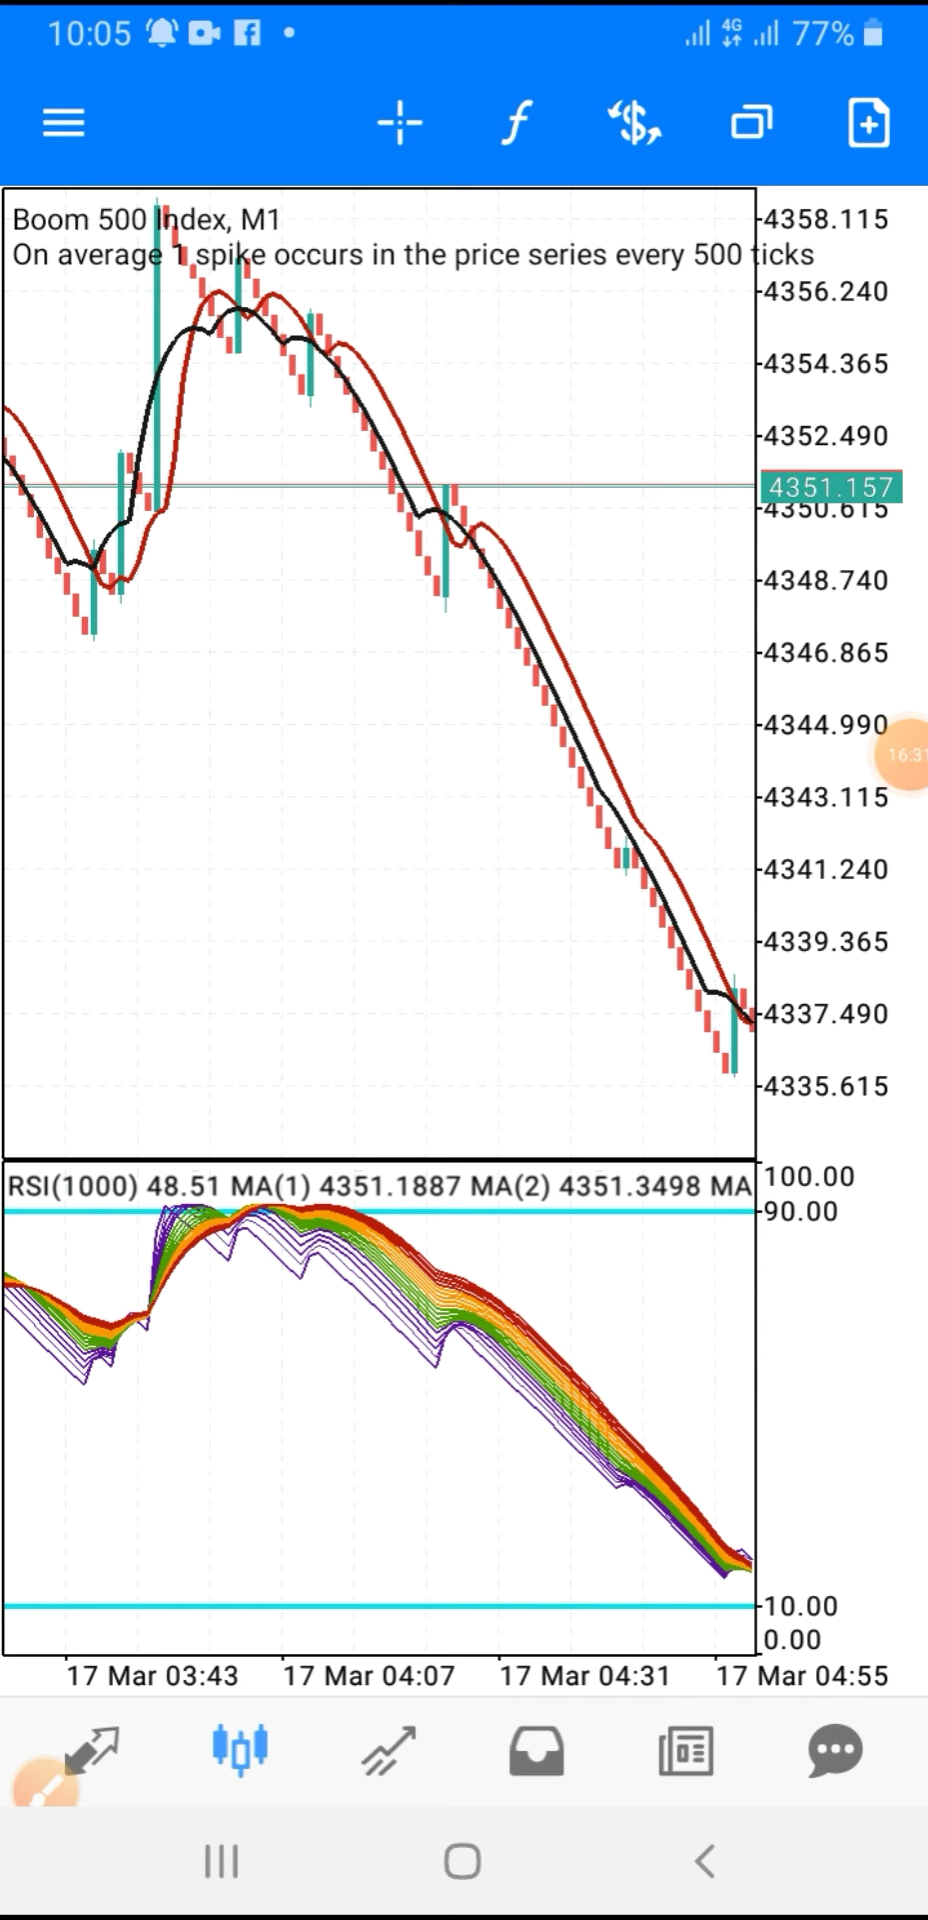 10:05
4G
77%
Boom 500 Index, M1
On average 1 spike occurs in the price series every 500 ticks
4358.115
4356.240
4354.365
4352.490
4351.157
4350.615
4348.740
4346.865
4344.990
16:31
4343.115
4341.240
4339.365
4337.490
4335.615
RSI(1000) 48.51 MA(1) 4351.1887 MA(2) 4351.3498 MA
100.00
90.00
10.00
0.00
17 Mar 03:43
17 Mar 04:07
17 Mar 04:31
17 Mar 04:55